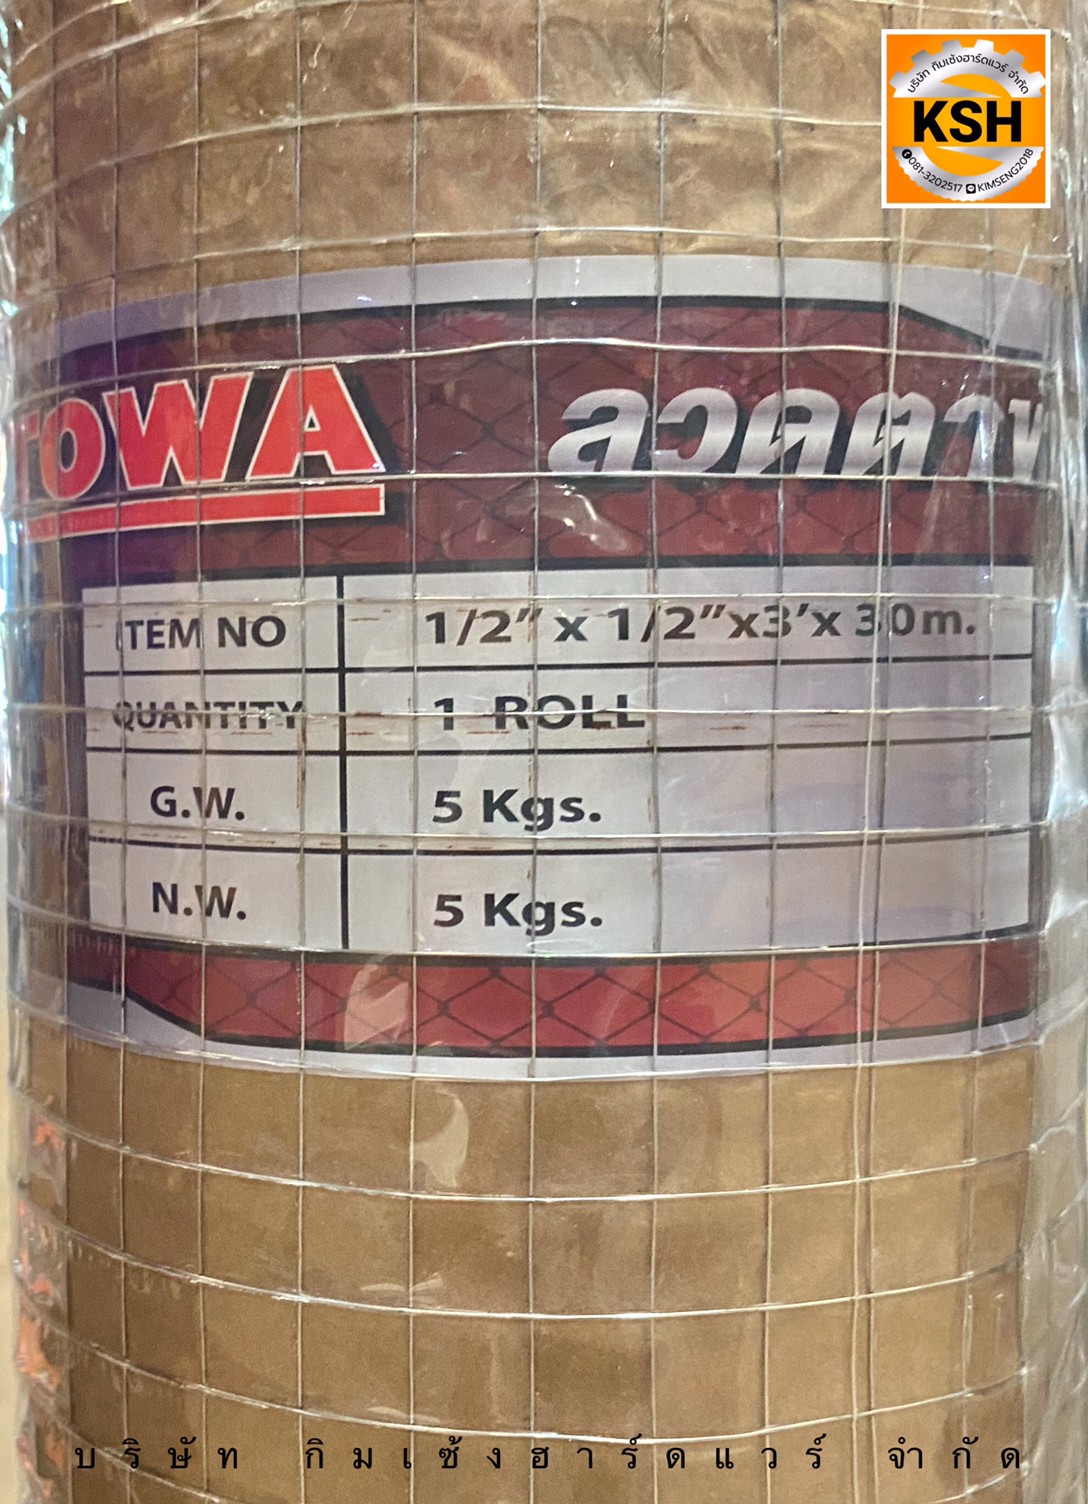 บริษัท กิมเซ้งฮาร์ดแวร์ จำกัด
KSH
081-3202517 KIMSENG2018
TOWA
ลวดตา
ITEM NO 1/2" x 1/2"x3'x 30m.
QUANTITY 1 ROLL
G.W. 5 Kgs.
N.W. 5 Kgs.
บริษัท กิมเซ้งฮาร์ดแวร์ จำกัด